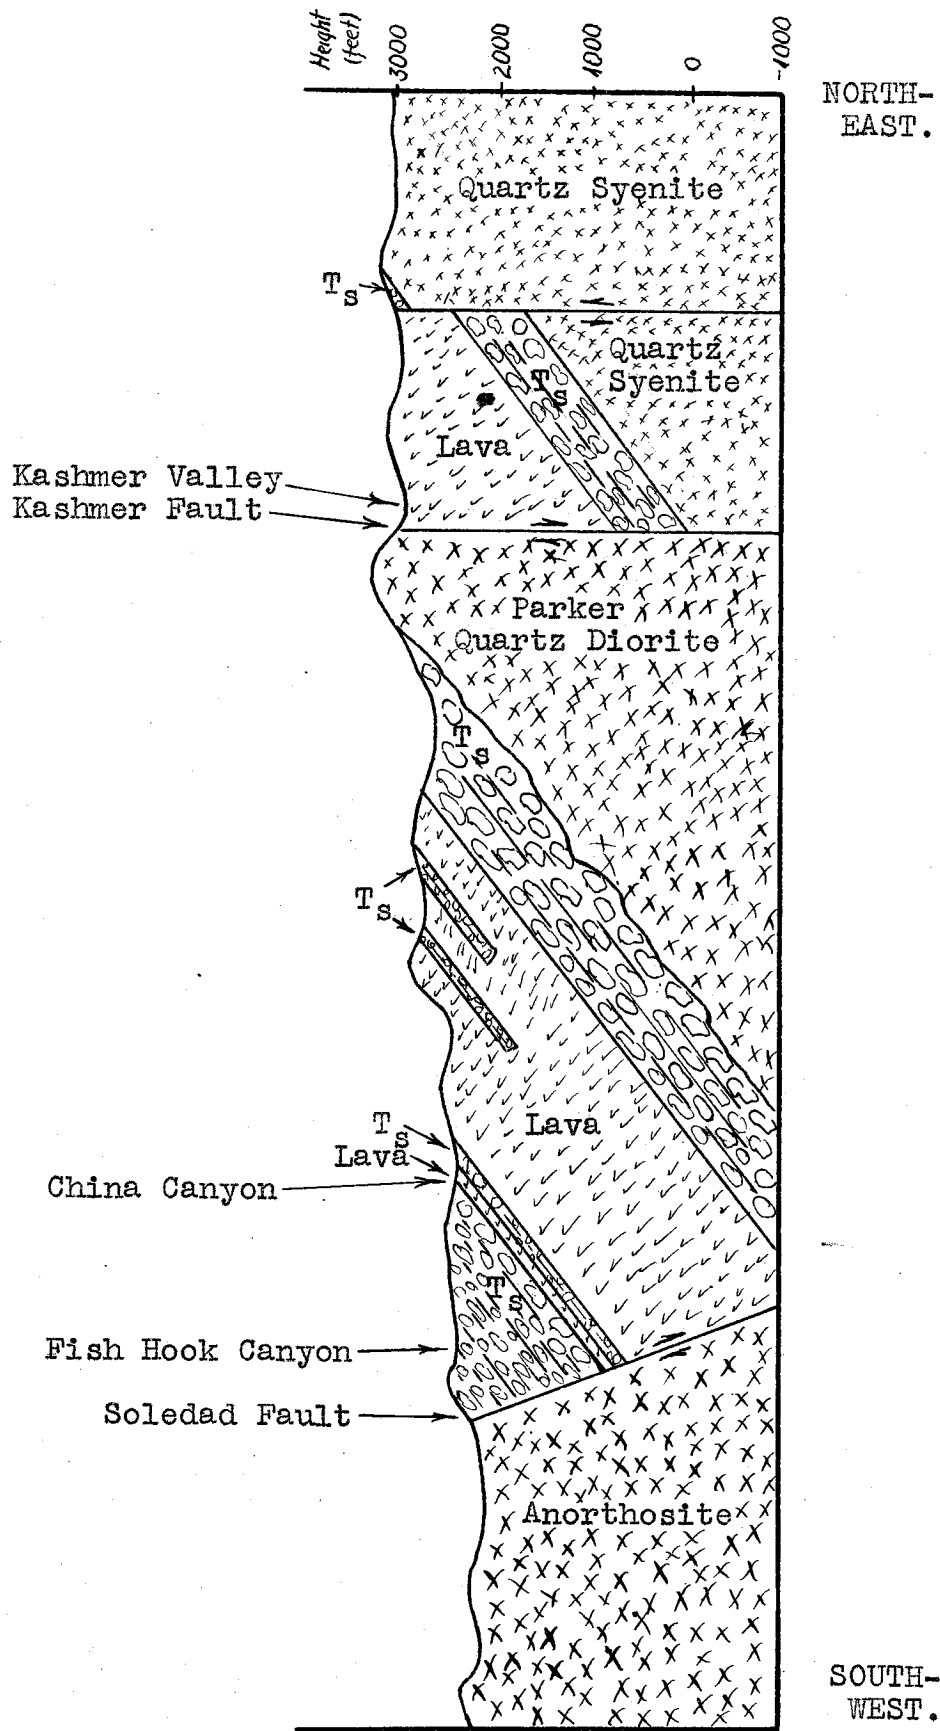 Height
(feet)
3000
2000
1000
0
-1000
NORTH-
EAST.
Quartz Syenite
Ts
Quartz
Syenite
Ts
Lava
Kashmer Valley
Kashmer Fault
Parker
Quartz Diorite
Ts
Ts
Lava
Ts
Lava
China Canyon
Ts
Fish Hook Canyon
Soledad Fault
Anorthosite
SOUTH-
WEST.